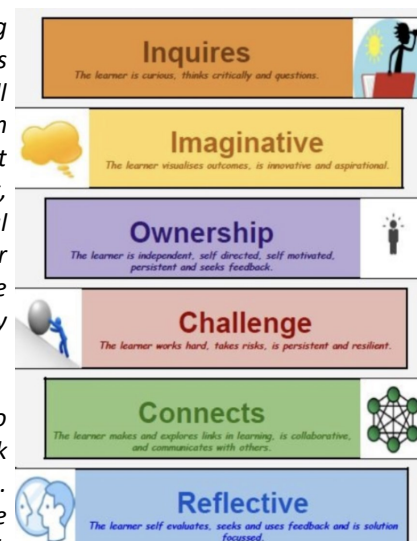 Inquires
The learner is curious, thinks critically and questions.
Imaginative
The learner visualises outcomes, is innovative and aspirational.
Ownership
The learner is independent, self directed, self motivated,
persistent and seeks feedback.
Challenge
The learner works hard, takes risks, is persistent and resilient.
Connects
The learner makes and explores links in learning, is collaborative,
and communicates with others.
Reflective
The learner self evaluates, seeks and uses feedback and is solution
focussed.